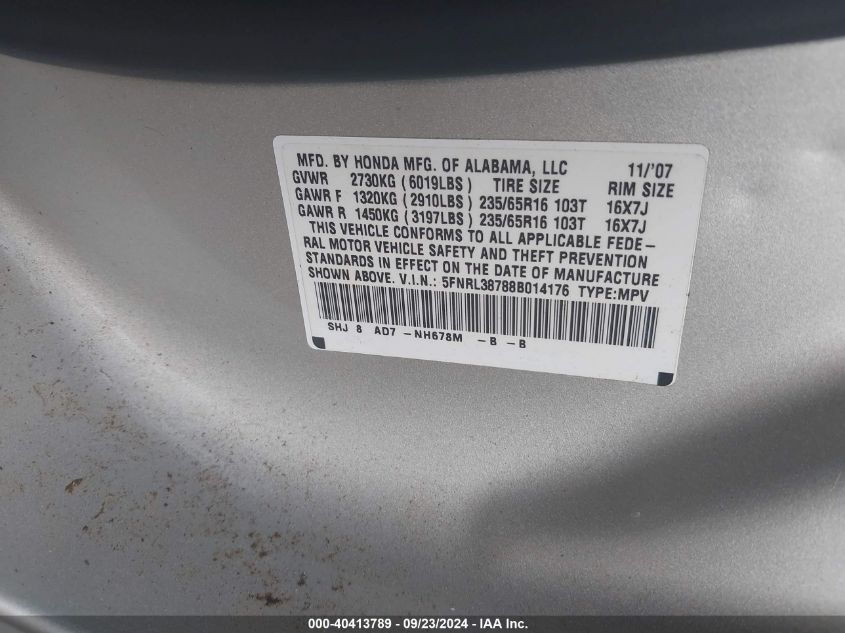 MFD. BY HONDA MFG. OF ALABAMA, LLC 11/'07
GVWR 2730KG (6019LBS) TIRE SIZE RIM SIZE
GAWR F 1320KG (2910LBS) 235/65R16 103T 16X7J
GAWR R 1450KG (3197LBS) 235/65R16 103T 16X7J
THIS VEHICLE CONFORMS TO ALL APPLICABLE FEDE-
RAL MOTOR VEHICLE SAFETY AND THEFT PREVENTION
STANDARDS IN EFFECT ON THE DATE OF MANUFACTURE
SHOWN ABOVE. V.I.N.: 5FNRL38788B014176 TYPE:MPV
SHJ 8 AD7 -NH678M -B -B
000-40413789 - 09/23/2024 - IAA Inc.